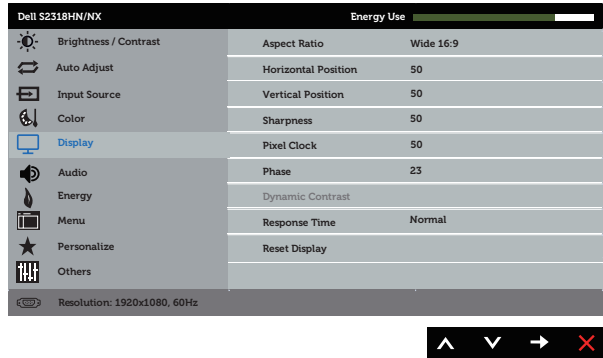 Dell S2318HN/NX Energy Use
Brightness / Contrast Aspect Ratio Wide 16:9
Auto Adjust Horizontal Position 50
Input Source Vertical Position 50
Color Sharpness 50
Display Pixel Clock 50
Audio Phase 23
Energy Dynamic Contrast
Menu Response Time Normal
Personalize Reset Display
Others
Resolution: 1920x1080, 60Hz